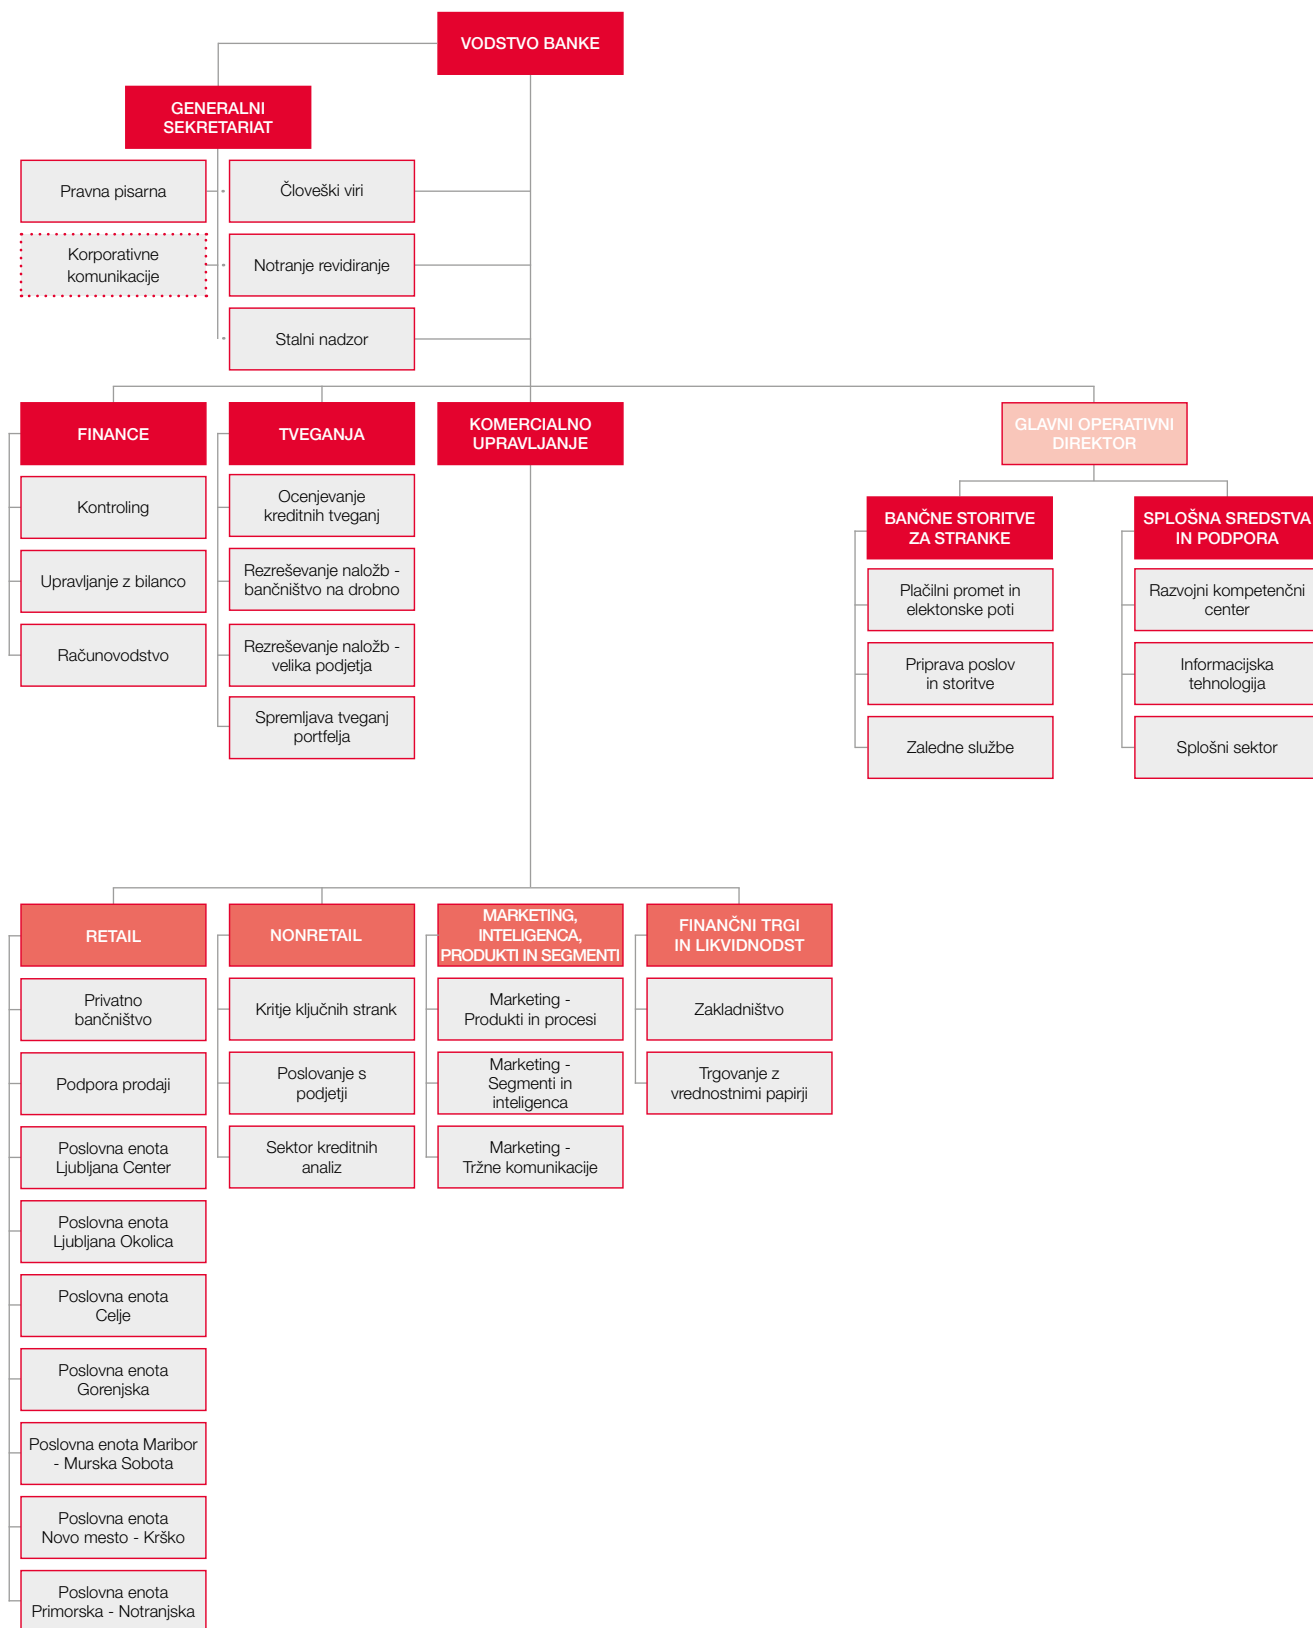 VODSTVO BANKE
GENERALNI
SEKRETARIAT
Pravna pisarna
Človeški viri
Korporativne
komunikacije
Notranje revidiranje
Stalni nadzor
FINANCE
Kontroling
Upravljanje z bilanco
Računovodstvo
TVEGANJA
Ocenjevanje
kreditnih tveganj
Rezreševanje naložb -
bančništvo na drobno
Rezreševanje naložb -
velika podjetja
Spremljava tveganj
portfelja
KOMERCIALNO
UPRAVLJANJE
GLAVNI OPERATIVNI
DIREKTOR
BANČNE STORITVE
ZA STRANKE
Plačilni promet in
elektonske poti
Priprava poslov
in storitve
Zaledne službe
SPLOŠNA SREDSTVA
IN PODPORA
Razvojni kompetenčni
center
Informacijska
tehnologija
Splošni sektor
RETAIL
Privatno
bančništvo
Podpora prodaji
Poslovna enota
Ljubljana Center
Poslovna enota
Ljubljana Okolica
Poslovna enota
Celje
Poslovna enota
Gorenjska
Poslovna enota Maribor
- Murska Sobota
Poslovna enota
Novo mesto - Krško
Poslovna enota
Primorska - Notranjska
NONRETAIL
Kritje ključnih strank
Poslovanje s
podjetji
Sektor kreditnih
analiz
MARKETING,
INTELIGENCA,
PRODUKTI IN SEGMENTI
Marketing -
Produkti in procesi
Marketing -
Segmenti in
inteligenca
Marketing -
Tržne komunikacije
FINANČNI TRGI
IN LIKVIDNODST
Zakladništvo
Trgovanje z
vrednostnimi papirji